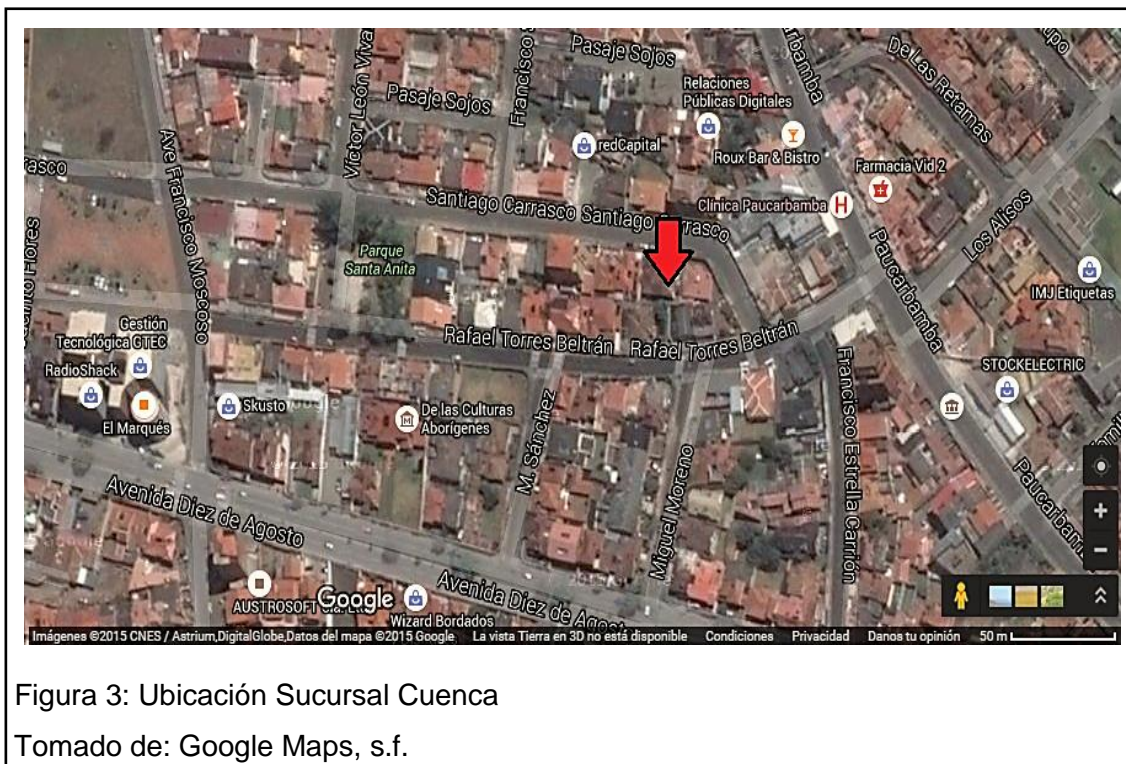 Pasaje Sojos
Pasaje Sojos
Francisco
Víctor León Viva
Ave Francisco Moscoso
rasco
Relaciones
Públicas Digitales
redCapital
Roux Bar & Bistro
Farmacia Vid 2
Clínica Paucarbamba
H
De Las Retamas
arbamba
Paucarbamba
Los Alisos
IMJ Etiquetas
Santiago Carrasco Santiago
Parque
Santa Anita
Flores
Gestión
Tecnológica GTEC
RadioShack
El Marqués
Skusto
De las Culturas
Aborígenes
Rafael Torres Beltrán
Rafael Torres Beltrán
M. Sánchez
Miguel Moreno
Francisco Estrella Carrión
STOCKELECTRIC
Paucarbam
Avenida Diez de Agosto
Avenida Diez de Agosto
AUSTROSOFT
Google
Wizard Bordados
Imágenes ©2015 CNES / Astrium,DigitalGlobe,Datos del mapa ©2015 Google La vista Tierra en 3D no está disponible Condiciones Privacidad Danos tu opinión 50 m
Figura 3: Ubicación Sucursal Cuenca
Tomado de: Google Maps, s.f.